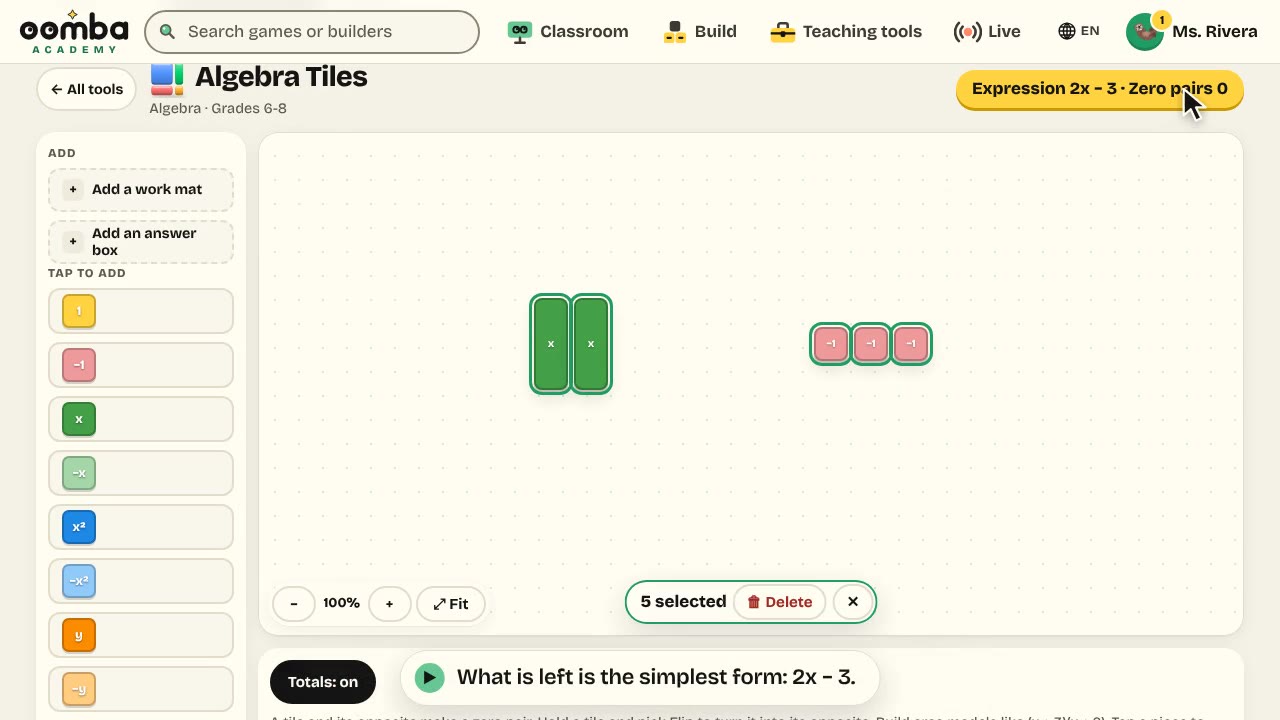 oomba
ACADEMY
Search games or builders
Classroom
Build
Teaching tools
Live
EN
1
Ms. Rivera
← All tools
Algebra Tiles
Algebra · Grades 6-8
Expression 2x − 3 · Zero pairs 0
ADD
+ Add a work mat
+ Add an answer
box
TAP TO ADD
1
−1
x
−x
x²
−x²
y
−y
x x
−1 −1 −1
− 100% + Fit
5 selected Delete ✕
Totals: on
What is left is the simplest form: 2x − 3.